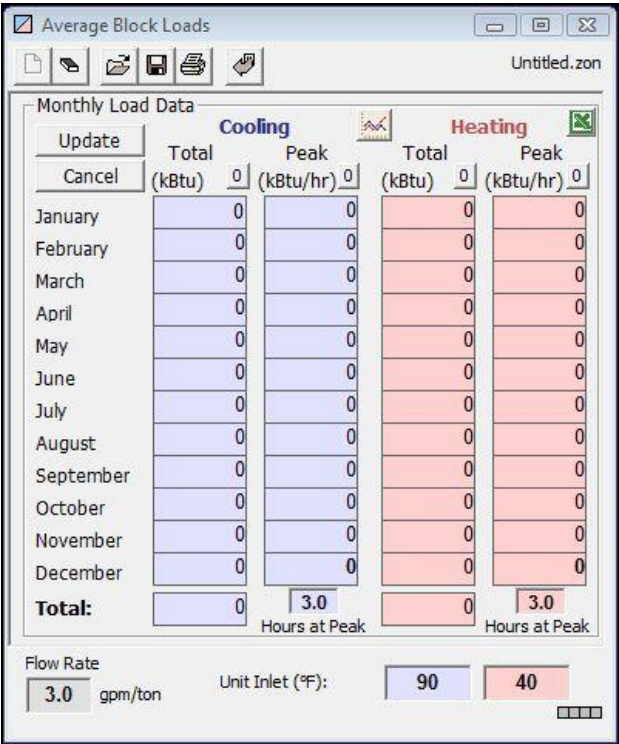 Average Block Loads
Untitled.zon
Monthly Load Data
Update
Cancel
Cooling
Heating
Total Peak Total Peak
(kBtu) 0 (kBtu/hr) 0 (kBtu) 0 (kBtu/hr) 0
January 0 0 0 0
February 0 0 0 0
March 0 0 0 0
April 0 0 0 0
May 0 0 0 0
June 0 0 0 0
July 0 0 0 0
August 0 0 0 0
September 0 0 0 0
October 0 0 0 0
November 0 0 0 0
December 0 0 0 0
Total: 0 3.0 0 3.0
Hours at Peak Hours at Peak
Flow Rate
3.0 gpm/ton Unit Inlet (°F): 90 40